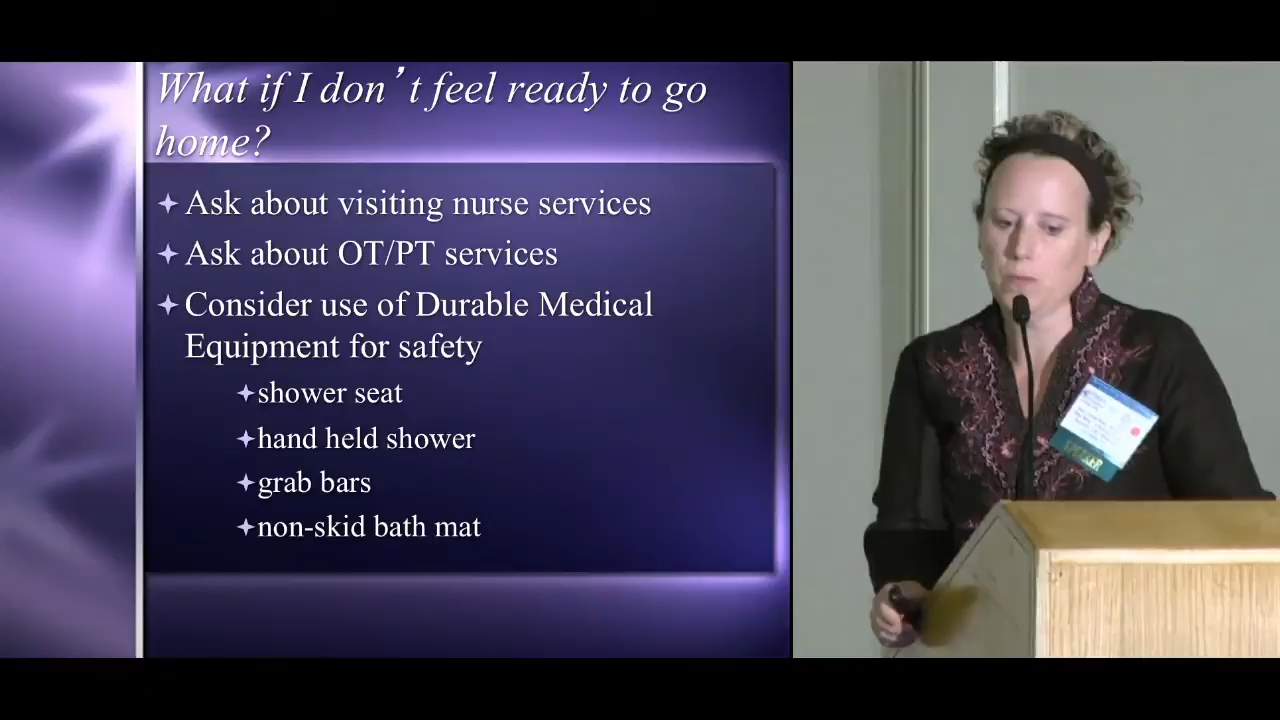 What if I don’t feel ready to go
home?
Ask about visiting nurse services
Ask about OT/PT services
Consider use of Durable Medical
Equipment for safety
shower seat
hand held shower
grab bars
non-skid bath mat
SPEAKER